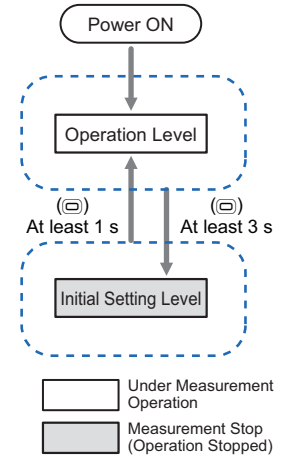 Power ON
Operation Level
( )
At least 1 s
( )
At least 3 s
Initial Setting Level
Under Measurement
Operation
Measurement Stop
(Operation Stopped)